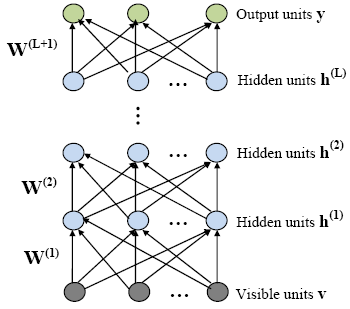 Output units y
W(L+1)
Hidden units h(L)
...
⋮
Hidden units h(2)
W(2)
...
Hidden units h(1)
W(1)
...
Visible units v
...